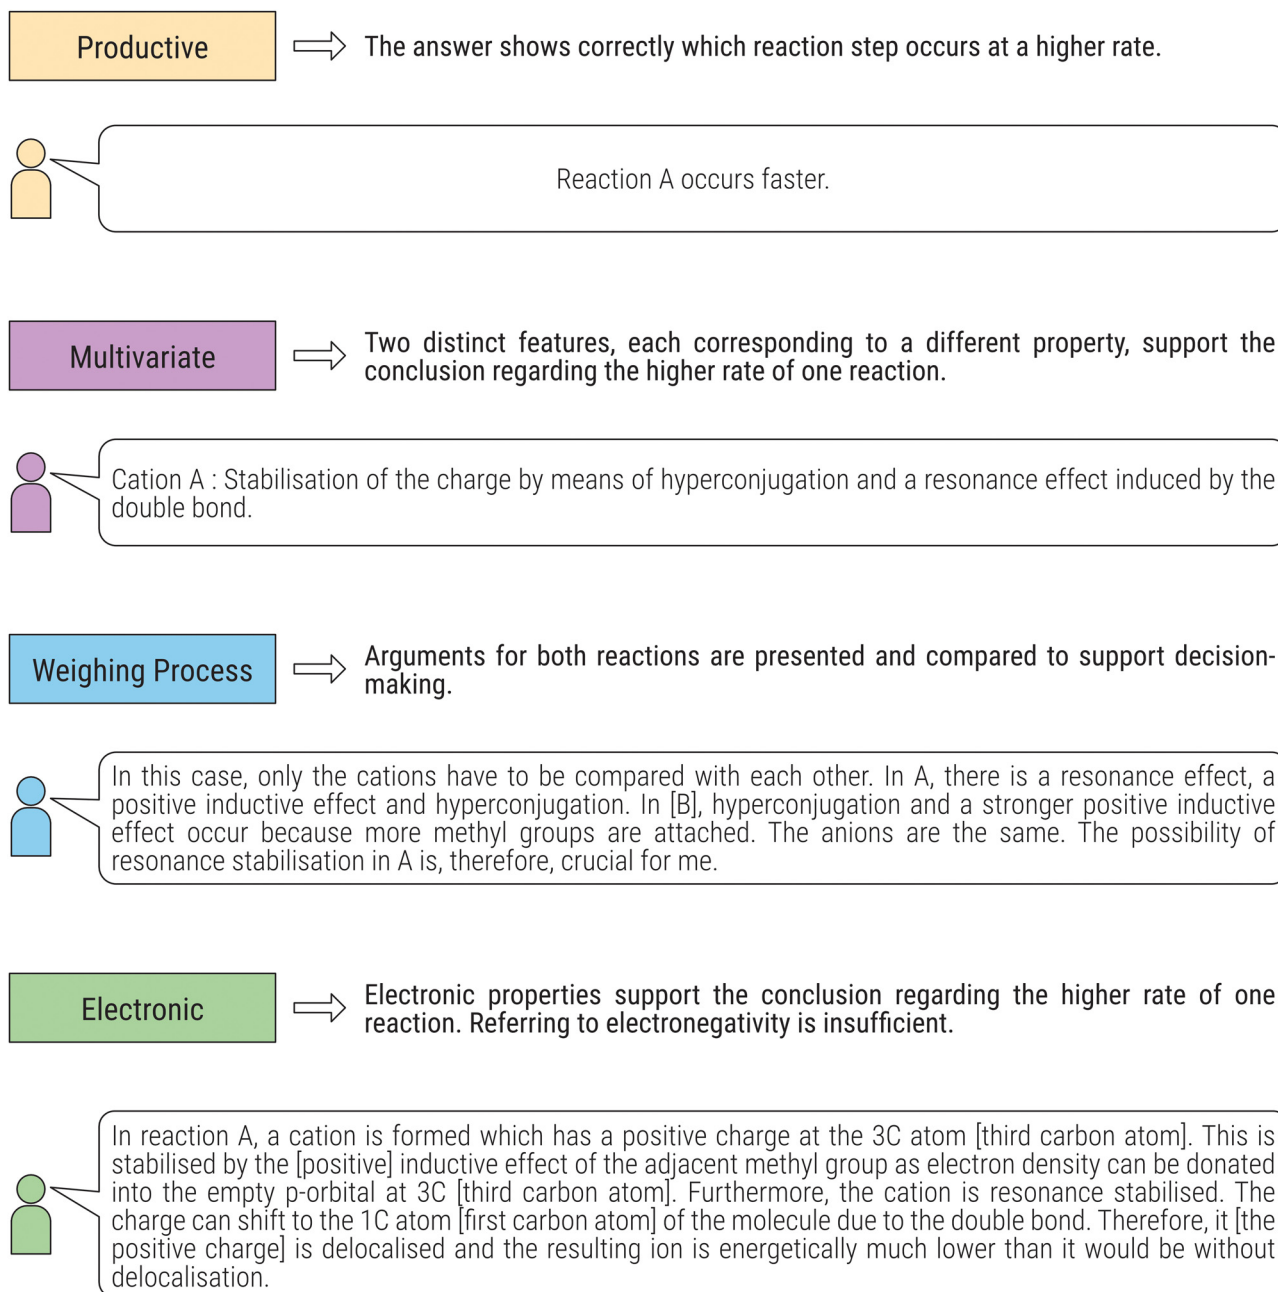 Productive
The answer shows correctly which reaction step occurs at a higher rate.
Reaction A occurs faster.
Multivariate
Two distinct features, each corresponding to a different property, support the
conclusion regarding the higher rate of one reaction.
Cation A : Stabilisation of the charge by means of hyperconjugation and a resonance effect induced by the
double bond.
Weighing Process
Arguments for both reactions are presented and compared to support decision-
making.
In this case, only the cations have to be compared with each other. In A, there is a resonance effect, a
positive inductive effect and hyperconjugation. In [B], hyperconjugation and a stronger positive inductive
effect occur because more methyl groups are attached. The anions are the same. The possibility of
resonance stabilisation in A is, therefore, crucial for me.
Electronic
Electronic properties support the conclusion regarding the higher rate of one
reaction. Referring to electronegativity is insufficient.
In reaction A, a cation is formed which has a positive charge at the 3C atom [third carbon atom]. This is
stabilised by the [positive] inductive effect of the adjacent methyl group as electron density can be donated
into the empty p-orbital at 3C [third carbon atom]. Furthermore, the cation is resonance stabilised. The
charge can shift to the 1C atom [first carbon atom] of the molecule due to the double bond. Therefore, it [the
positive charge] is delocalised and the resulting ion is energetically much lower than it would be without
delocalisation.